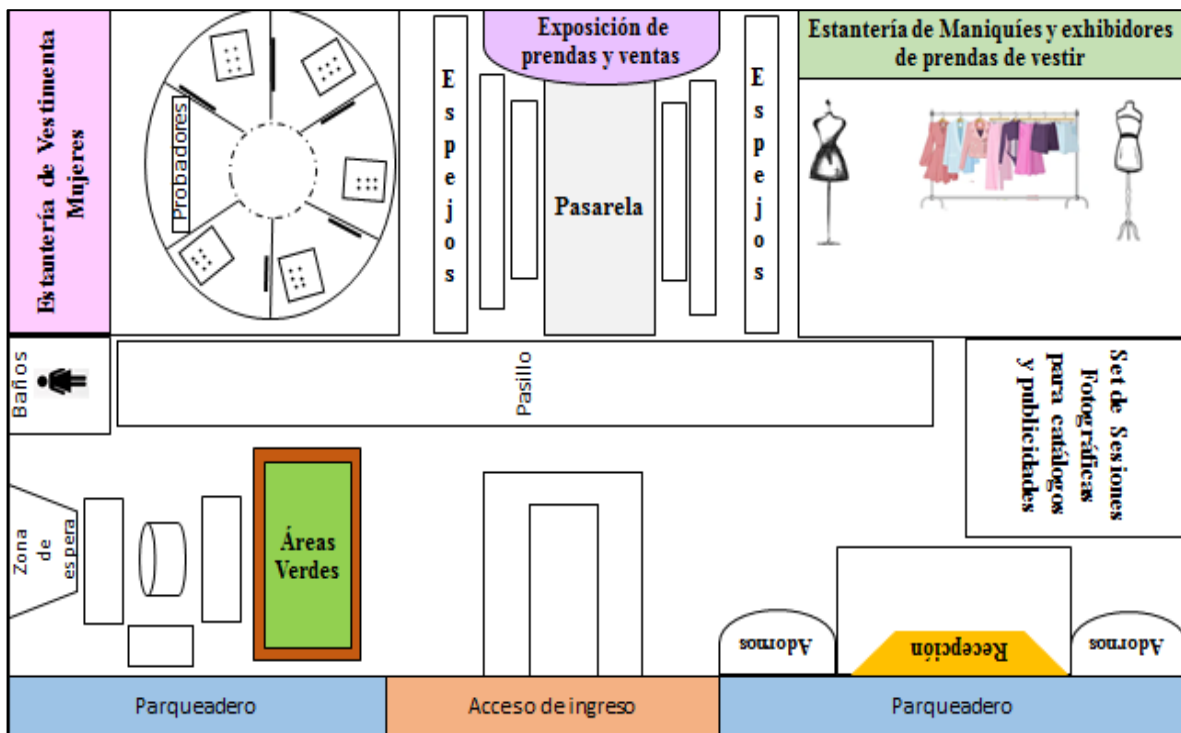 Estantería de Vestimenta
Mujeres
Probadores
Espejos
Exposición de
prendas y ventas
Pasarela
Espejos
Estantería de Maniquíes y exhibidores
de prendas de vestir
Baños
Pasillo
Set de Sesiones
Fotográficas
para catálogos
y publicidades
Zona
de
espera
Áreas
Verdes
Adornos
Recepción
Adornos
Parqueadero
Acceso de ingreso
Parqueadero